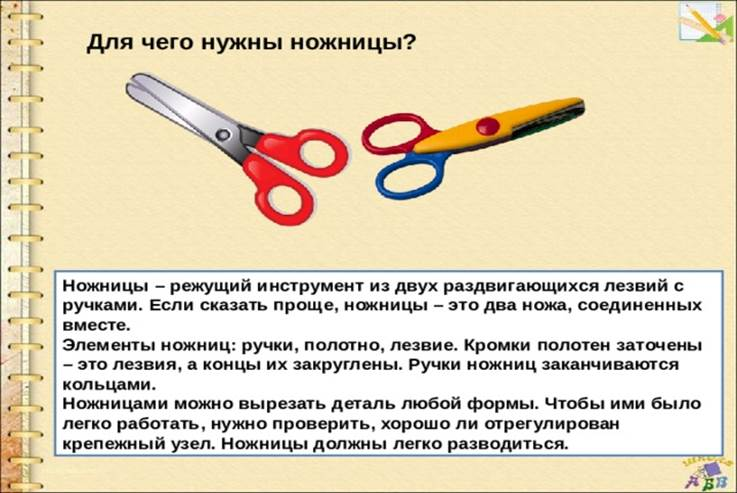 Для чего нужны ножницы?
Ножницы – режущий инструмент из двух раздвигающихся лезвий с
ручками. Если сказать проще, ножницы – это два ножа, соединенных
вместе.
Элементы ножниц: ручки, полотно, лезвие. Кромки полотен заточены
– это лезвия, а концы их закруглены. Ручки ножниц заканчиваются
кольцами.
Ножницами можно вырезать деталь любой формы. Чтобы ими было
легко работать, нужно проверить, хорошо ли отрегулирован
крепежный узел. Ножницы должны легко разводиться.
школа
АБВ